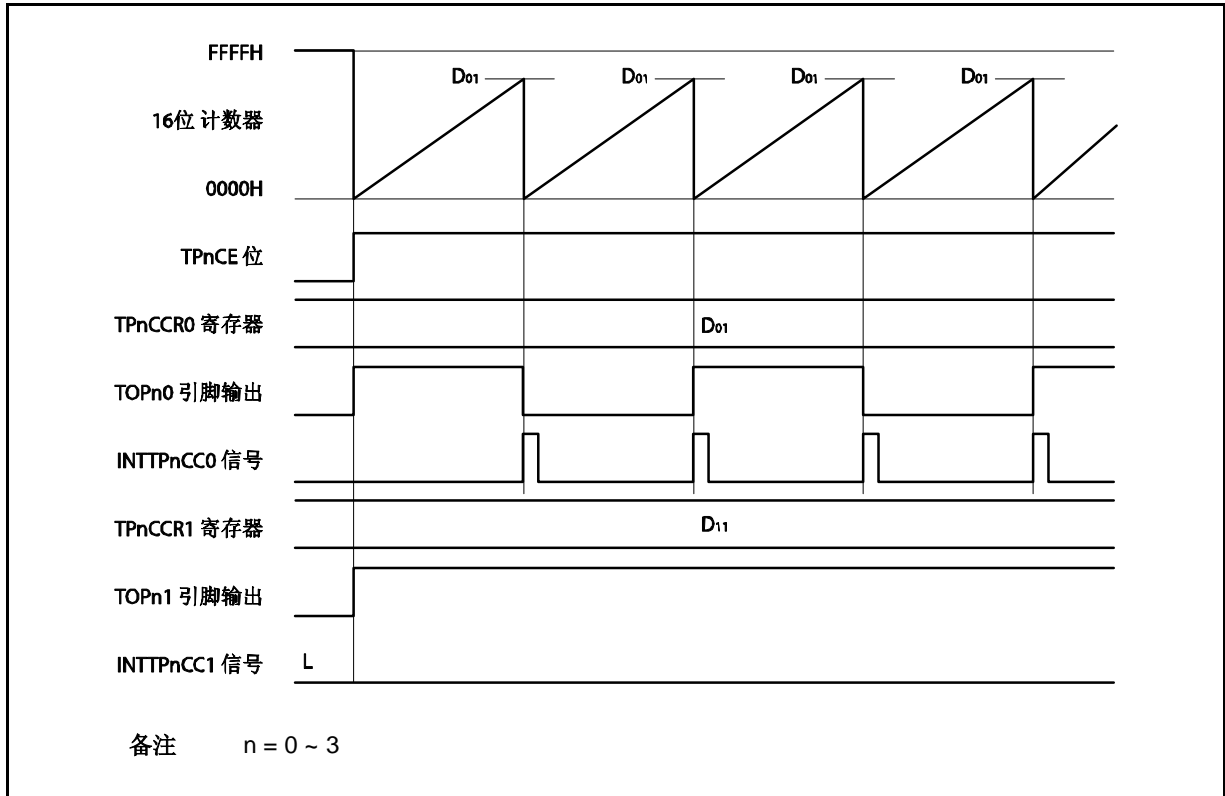 FFFFH
D01 D01 D01 D01
16位 计数器
0000H
TPnCE 位
TPnCCR0 寄存器 D01
TOPn0 引脚输出
INTTPnCC0 信号
TPnCCR1 寄存器 D11
TOPn1 引脚输出
INTTPnCC1 信号 L
备注 n = 0 ~ 3